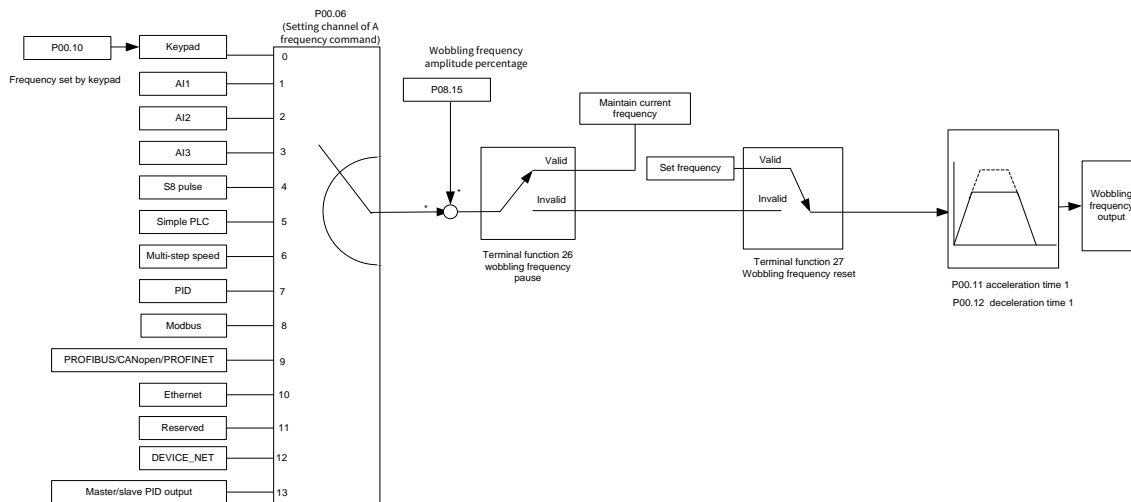 P00.06
(Setting channel of A
frequency command)
P00.10
Frequency set by keypad
Keypad
0
AI1
1
AI2
2
AI3
3
S8 pulse
4
Simple PLC
5
Multi-step speed
6
PID
7
Modbus
8
PROFIBUS/CANopen/PROFINET
9
Ethernet
10
Reserved
11
DEVICE_NET
12
Master/slave PID output
13
Wobbling frequency
amplitude percentage
P08.15
*
*
Valid
Invalid
Terminal function 26
wobbling frequency
pause
Maintain current
frequency
Set frequency
Valid
Invalid
Terminal function 27
Wobbling frequency reset
P00.11 acceleration time 1
P00.12 deceleration time 1
Wobbling
frequency
output